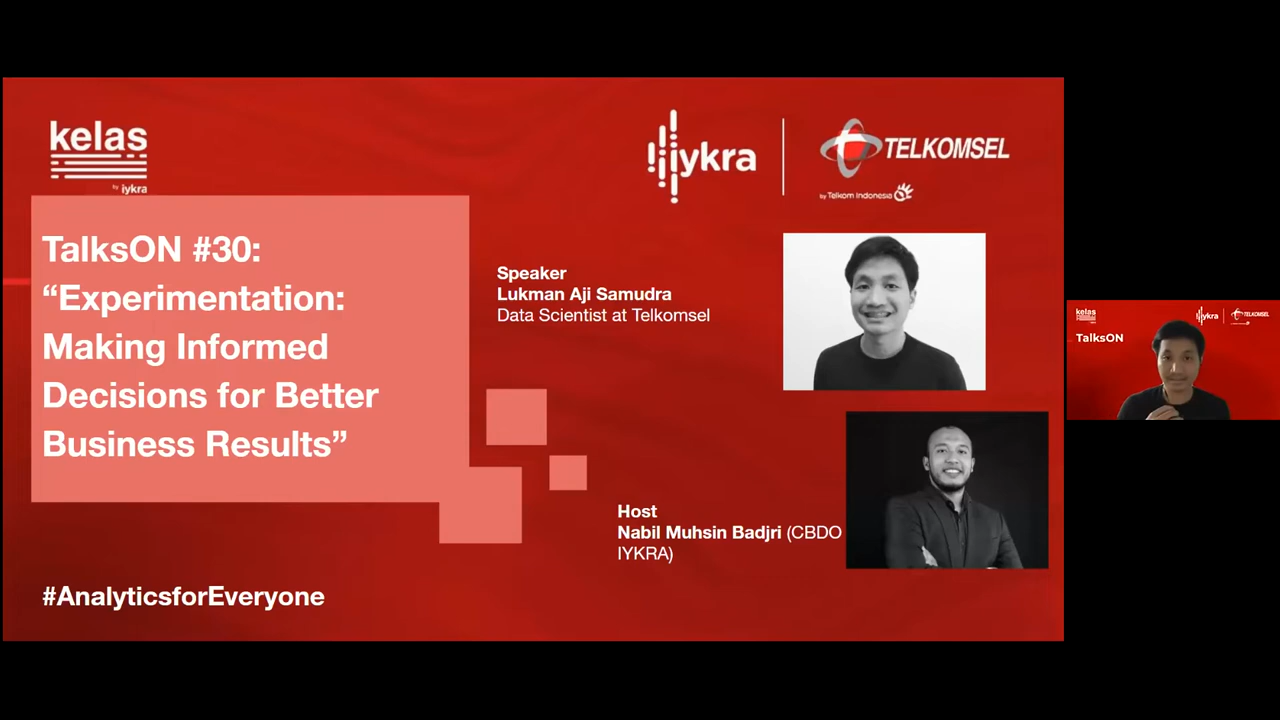 kelas
by iykra
iykra
TELKOMSEL
by Telkom Indonesia
TalksON #30:
“Experimentation:
Making Informed
Decisions for Better
Business Results”
Speaker
Lukman Aji Samudra
Data Scientist at Telkomsel
Host
Nabil Muhsin Badjri (CBDO
IYKRA)
#AnalyticsforEveryone
kelas
iykra
TELKOMSEL
TalksON